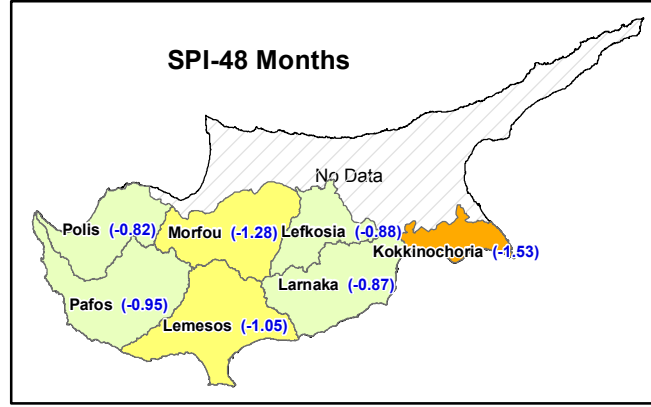 SPI-48 Months
No Data
Polis (-0.82)
Morfou (-1.28)
Lefkosia (-0.88)
Kokkinochoria (-1.53)
Larnaka (-0.87)
Pafos (-0.95)
Lemesos (-1.05)